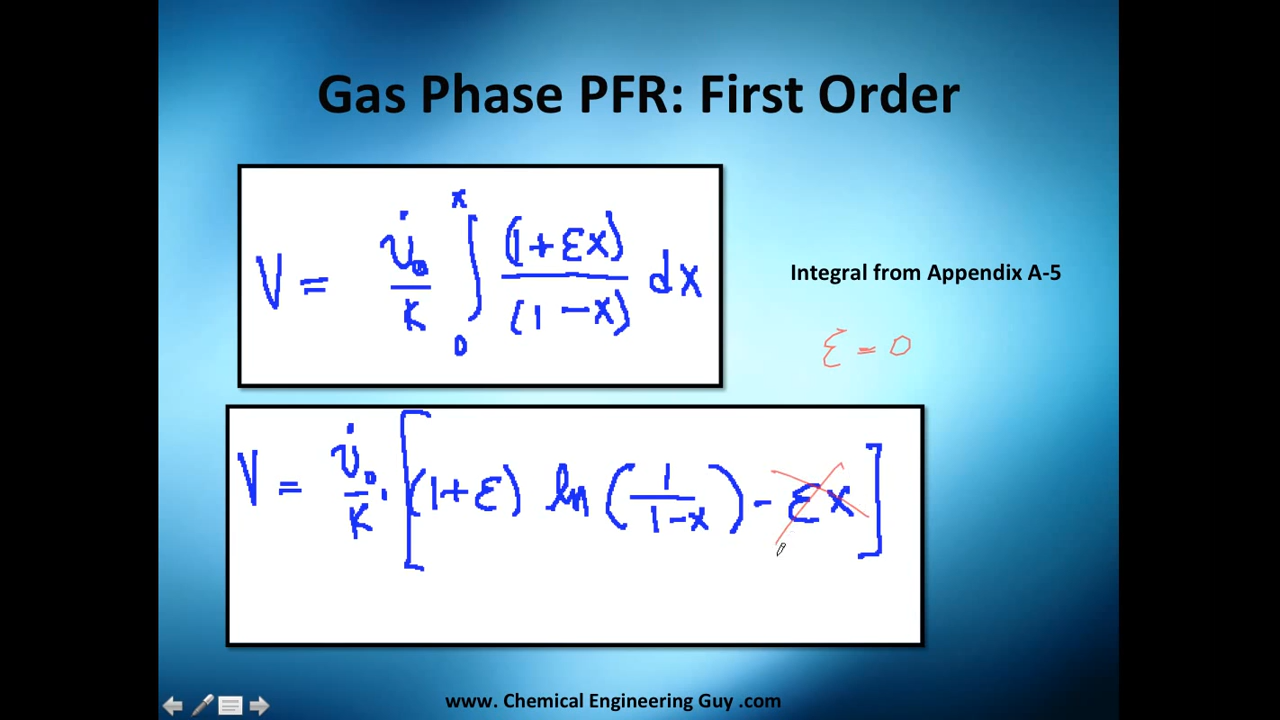 Gas Phase PFR: First Order
V = v̇₀/k ∫₀ˣ (1+εx)/(1-x) dx
Integral from Appendix A-5
ε = 0
V = v̇₀/k · [(1+ε) ln(1/(1-x)) - εx]
www. Chemical Engineering Guy .com